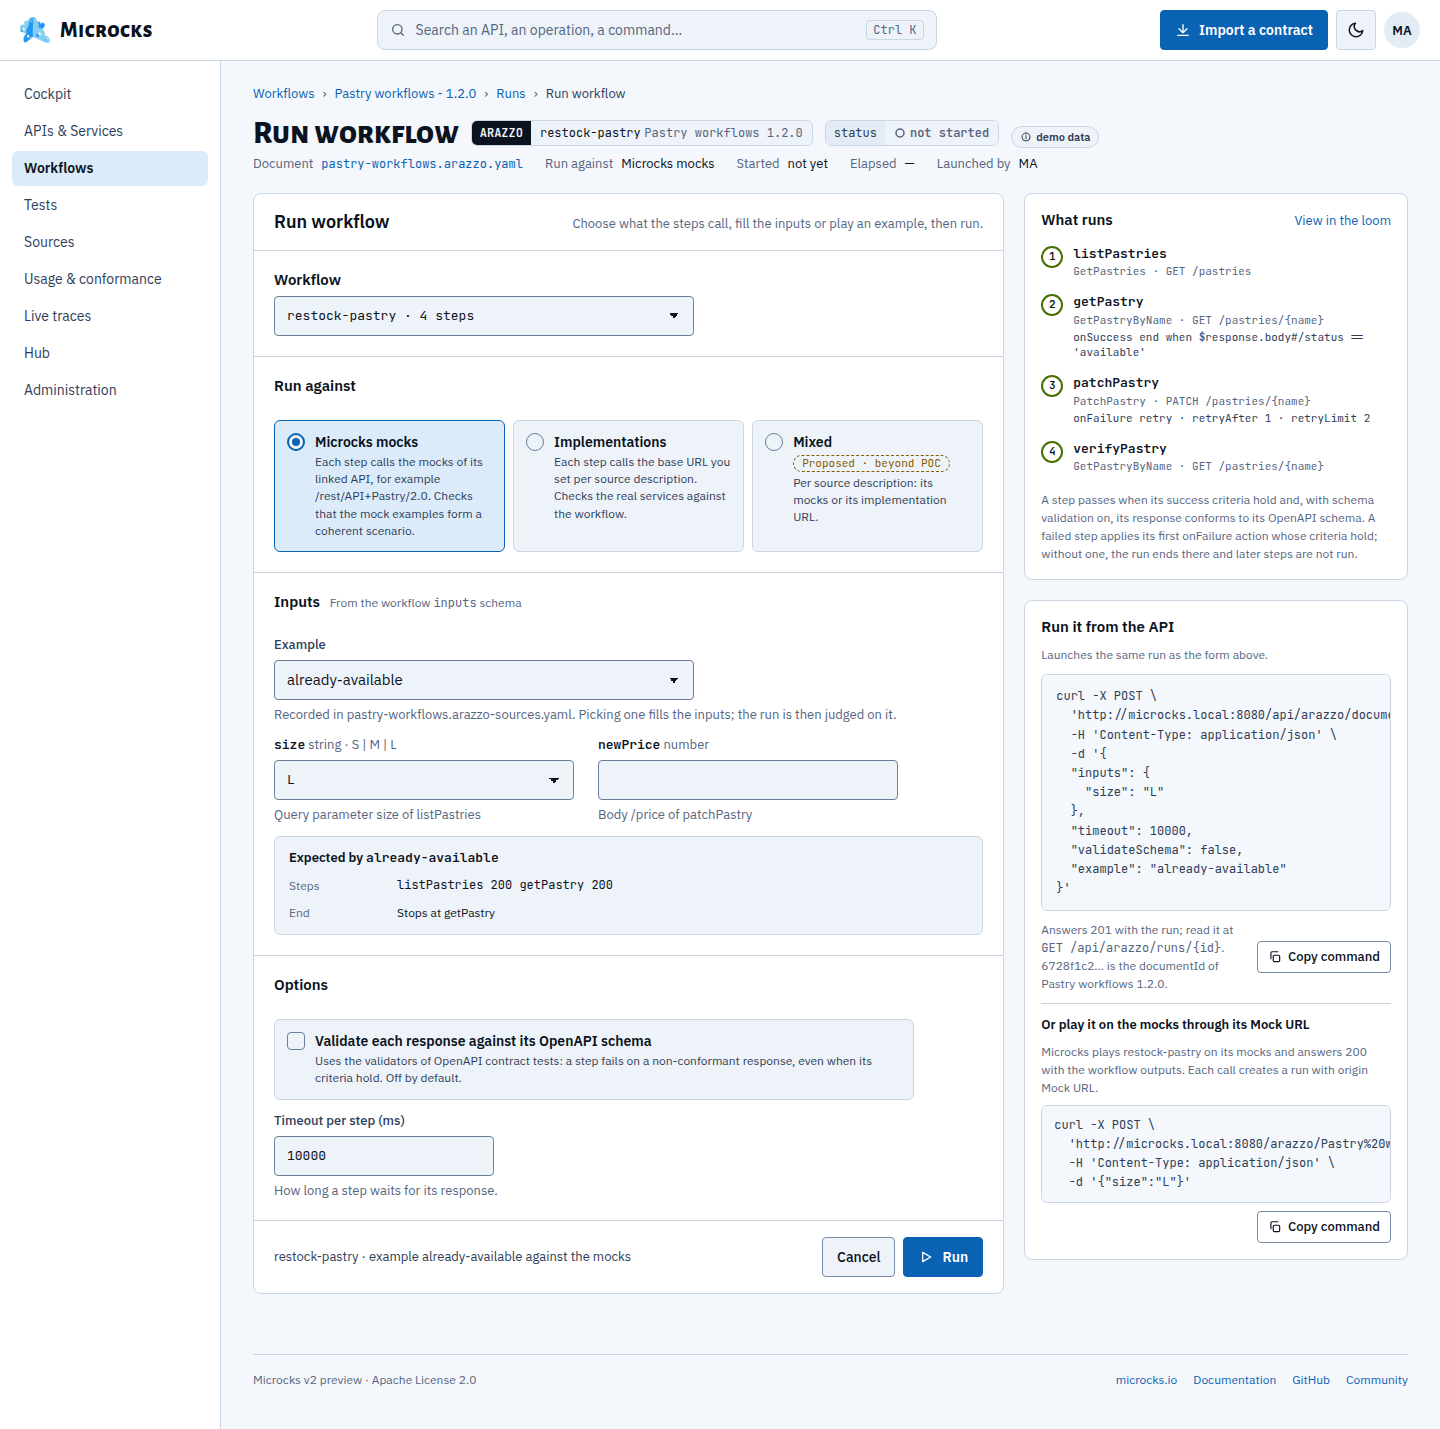 Microcks
Search an API, an operation, a command...
Ctrl K
Import a contract
MA
Cockpit
APIs & Services
Workflows
Tests
Sources
Usage & conformance
Live traces
Hub
Administration
Workflows › Pastry workflows - 1.2.0 › Runs › Run workflow
Run workflow
ARAZZO restock-pastry Pastry workflows 1.2.0
status not started
demo data
Document pastry-workflows.arazzo.yaml Run against Microcks mocks Started not yet Elapsed — Launched by MA
Run workflow
Choose what the steps call, fill the inputs or play an example, then run.
Workflow
restock-pastry · 4 steps
Run against
Microcks mocks
Each step calls the mocks of its
linked API, for example
/rest/API+Pastry/2.0. Checks
that the mock examples form a
coherent scenario.
Implementations
Each step calls the base URL you
set per source description.
Checks the real services against
the workflow.
Mixed
Proposed · beyond POC
Per source description: its
mocks or its implementation
URL.
Inputs From the workflow inputs schema
Example
already-available
Recorded in pastry-workflows.arazzo-sources.yaml. Picking one fills the inputs; the run is then judged on it.
size string · S | M | L
L
Query parameter size of listPastries
newPrice number
Body /price of patchPastry
Expected by already-available
Steps listPastries 200 getPastry 200
End Stops at getPastry
Options
Validate each response against its OpenAPI schema
Uses the validators of OpenAPI contract tests: a step fails on a non-conformant response, even when its
criteria hold. Off by default.
Timeout per step (ms)
10000
How long a step waits for its response.
restock-pastry · example already-available against the mocks
Cancel
Run
What runs
View in the loom
1 listPastries
GetPastries · GET /pastries
2 getPastry
GetPastryByName · GET /pastries/{name}
onSuccess end when $response.body#/status ==
'available'
3 patchPastry
PatchPastry · PATCH /pastries/{name}
onFailure retry · retryAfter 1 · retryLimit 2
4 verifyPastry
GetPastryByName · GET /pastries/{name}
A step passes when its success criteria hold and, with schema
validation on, its response conforms to its OpenAPI schema. A
failed step applies its first onFailure action whose criteria hold;
without one, the run ends there and later steps are not run.
Run it from the API
Launches the same run as the form above.
curl -X POST \
'http://microcks.local:8080/api/arazzo/docume
-H 'Content-Type: application/json' \
-d '{
"inputs": {
"size": "L"
},
"timeout": 10000,
"validateSchema": false,
"example": "already-available"
}'
Answers 201 with the run; read it at
GET /api/arazzo/runs/{id}.
6728f1c2… is the documentId of
Pastry workflows 1.2.0.
Copy command
Or play it on the mocks through its Mock URL
Microcks plays restock-pastry on its mocks and answers 200
with the workflow outputs. Each call creates a run with origin
Mock URL.
curl -X POST \
'http://microcks.local:8080/arazzo/Pastry%20w
-H 'Content-Type: application/json' \
-d '{"size":"L"}'
Copy command
Microcks v2 preview · Apache License 2.0
microcks.io Documentation GitHub Community